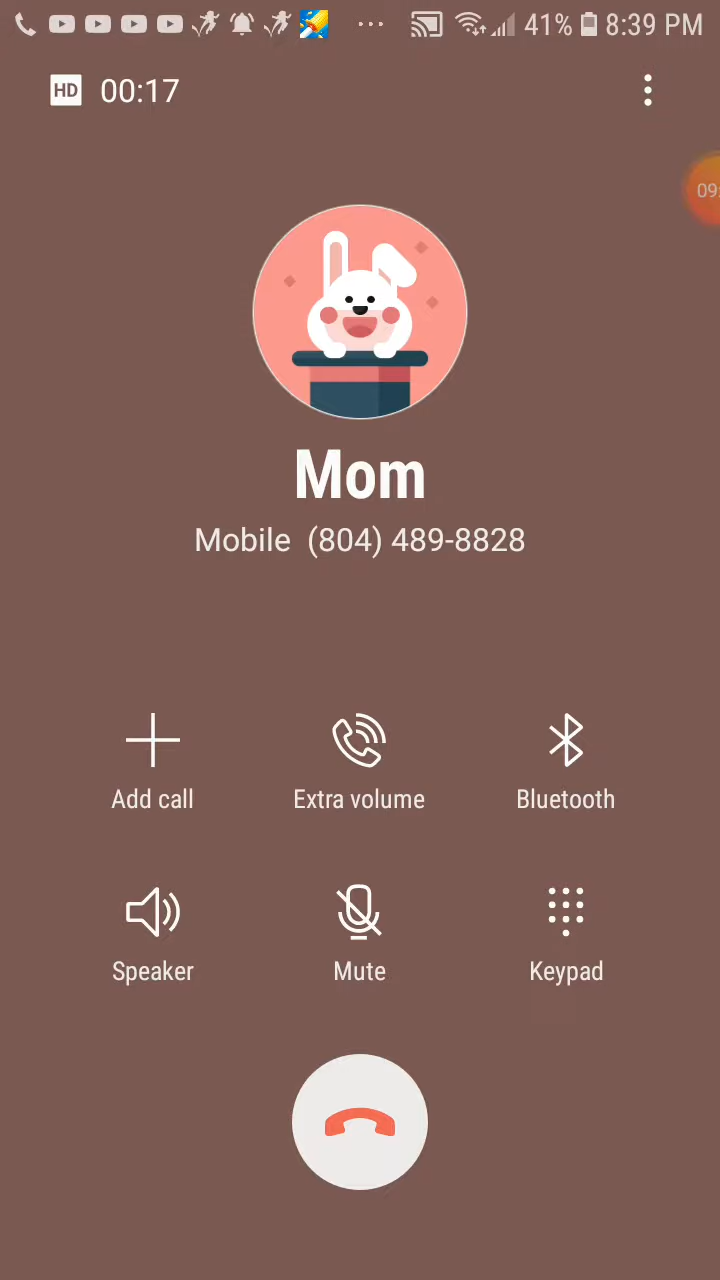 41% 8:39 PM
HD 00:17
09:
Mom
Mobile (804) 489-8828
Add call Extra volume Bluetooth
Speaker Mute Keypad